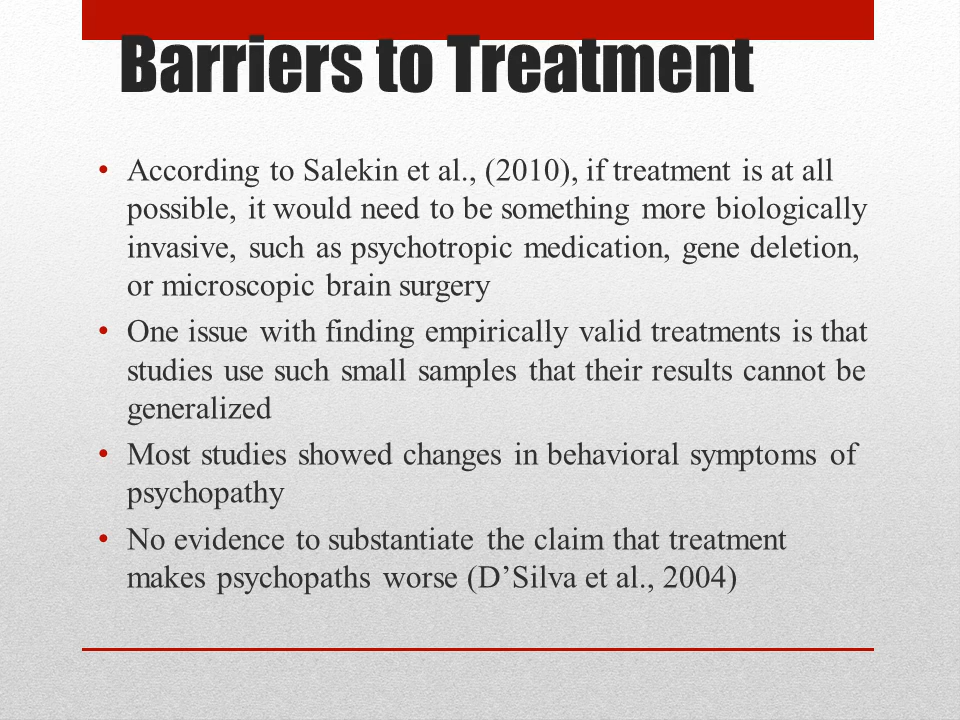 Barriers to Treatment
• According to Salekin et al., (2010), if treatment is at all
possible, it would need to be something more biologically
invasive, such as psychotropic medication, gene deletion,
or microscopic brain surgery
• One issue with finding empirically valid treatments is that
studies use such small samples that their results cannot be
generalized
• Most studies showed changes in behavioral symptoms of
psychopathy
• No evidence to substantiate the claim that treatment
makes psychopaths worse (D’Silva et al., 2004)